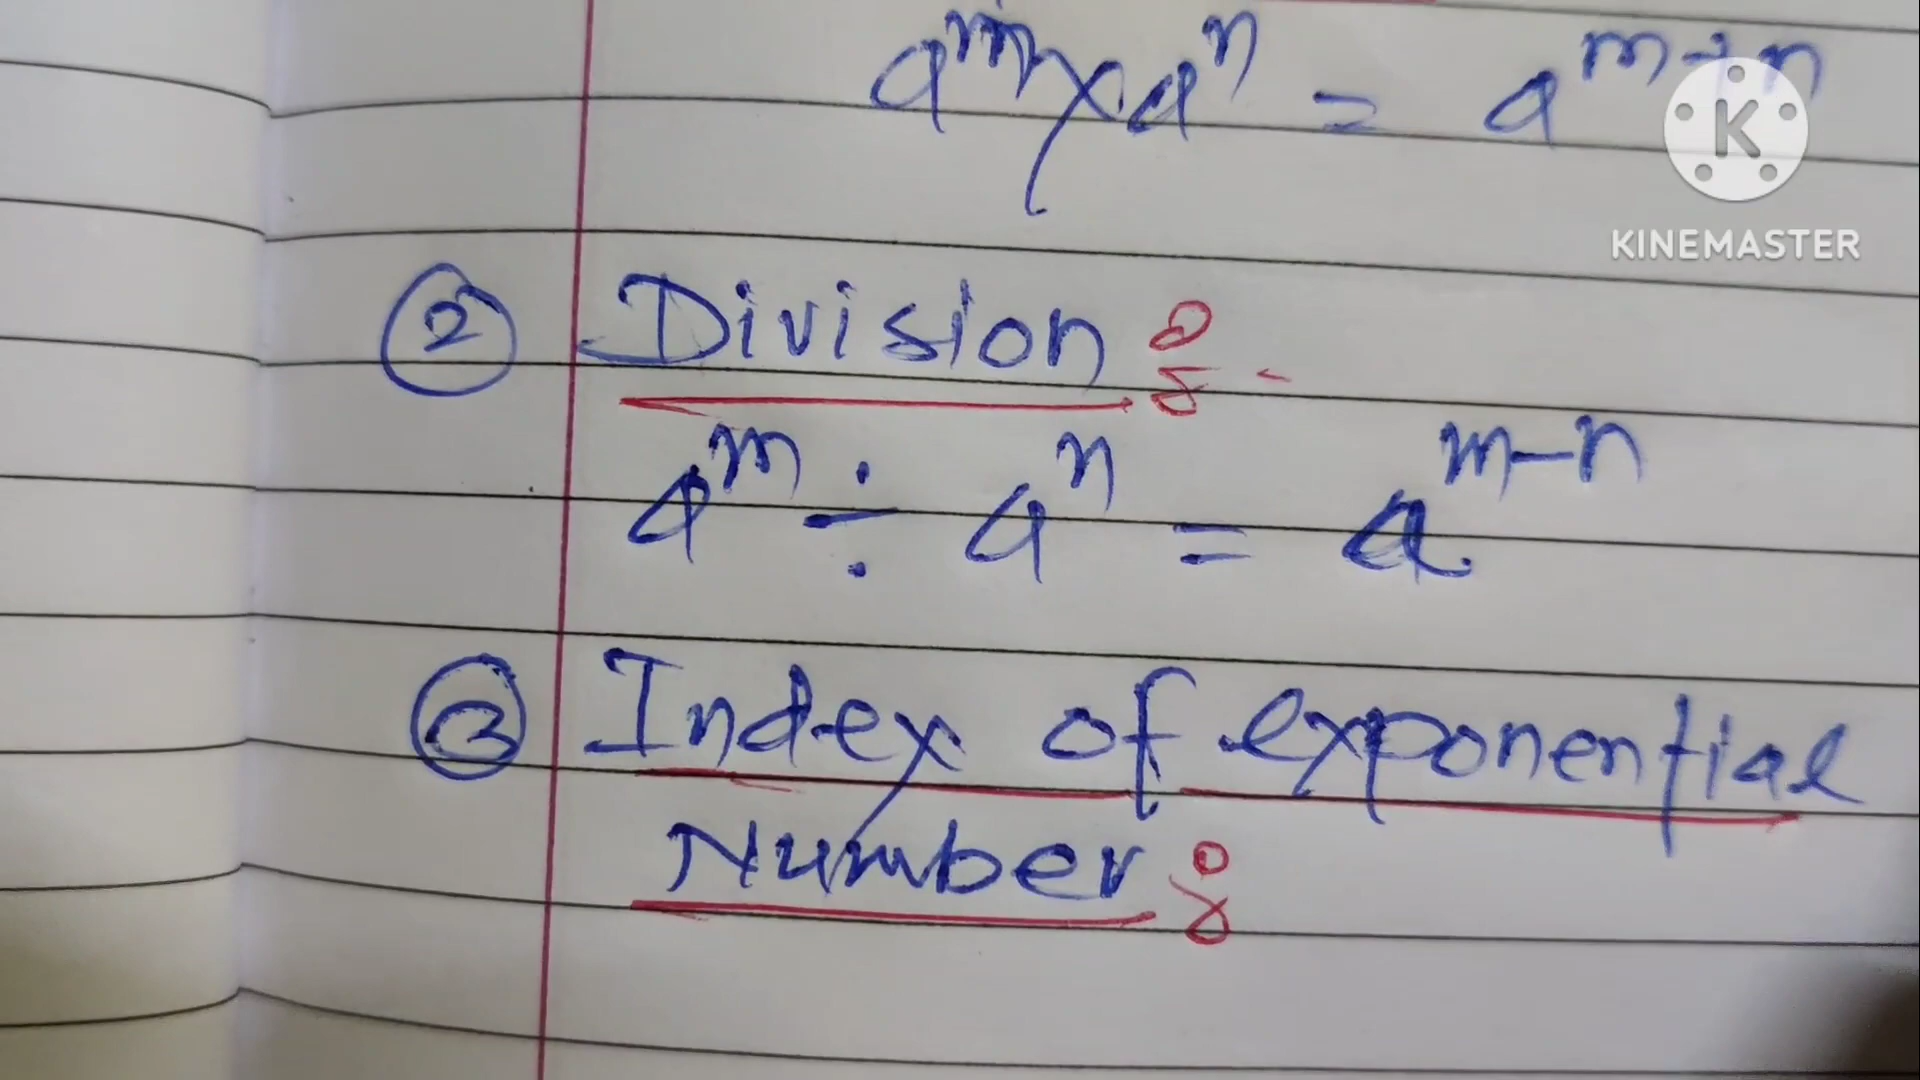 aᵐ × aⁿ = aᵐ⁺ⁿ
K
KINEMASTER
② Division :-
aᵐ ÷ aⁿ = aᵐ⁻ⁿ
③ Index of exponential
Number :